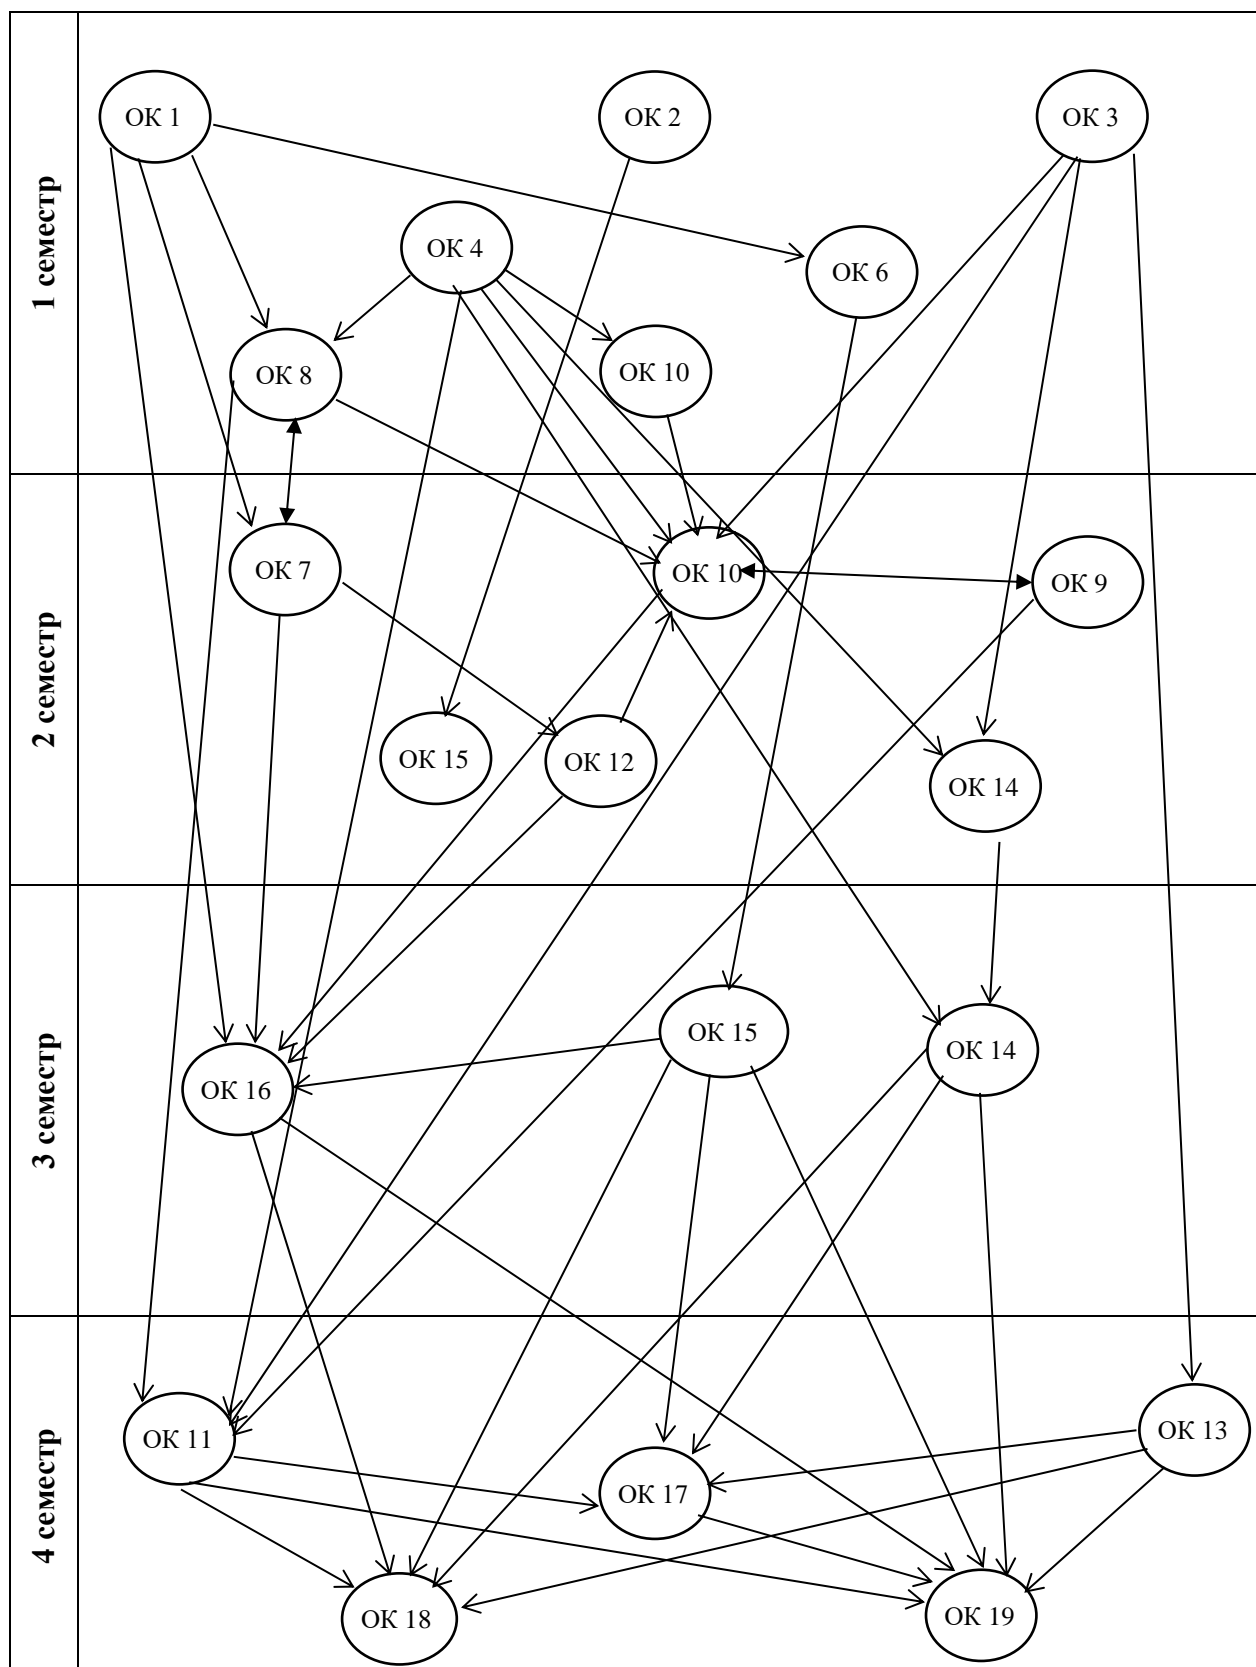 1 семестр
ОК 1
ОК 2
ОК 3
ОК 4
ОК 6
ОК 8
ОК 10
2 семестр
ОК 7
ОК 10
ОК 9
ОК 15
ОК 12
ОК 14
3 семестр
ОК 15
ОК 14
ОК 16
4 семестр
ОК 11
ОК 13
ОК 17
ОК 18
ОК 19